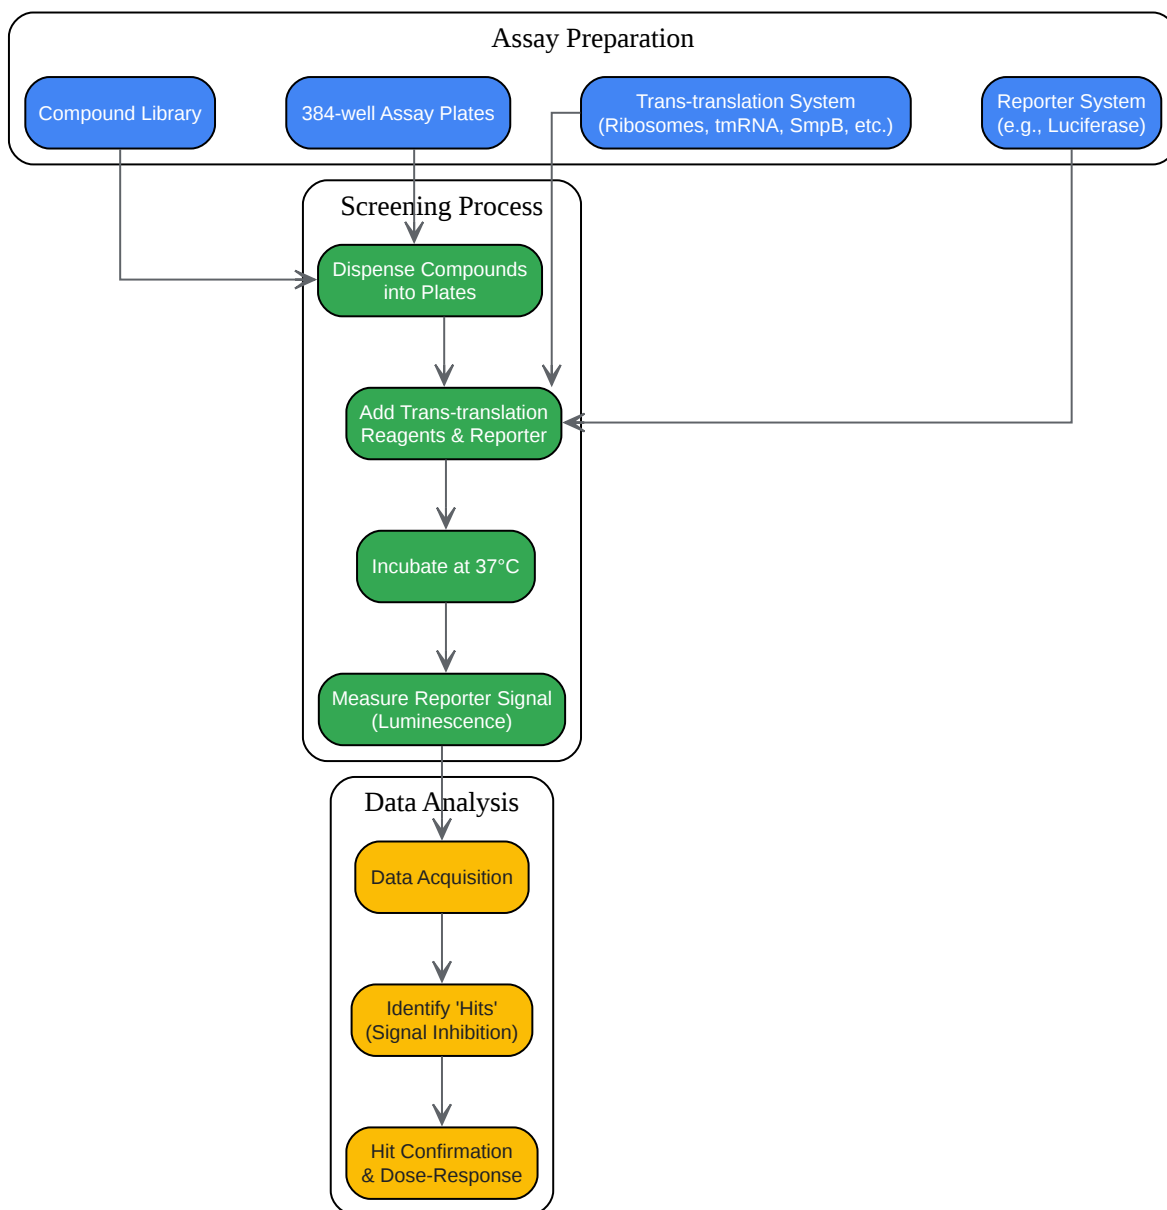 Assay Preparation
Compound Library
384-well Assay Plates
Trans-translation System
(Ribosomes, tmRNA, SmpB, etc.)
Reporter System
(e.g., Luciferase)
Screening Process
Dispense Compounds
into Plates
Add Trans-translation
Reagents & Reporter
Incubate at 37°C
Measure Reporter Signal
(Luminescence)
Data Analysis
Data Acquisition
Identify 'Hits'
(Signal Inhibition)
Hit Confirmation
& Dose-Response